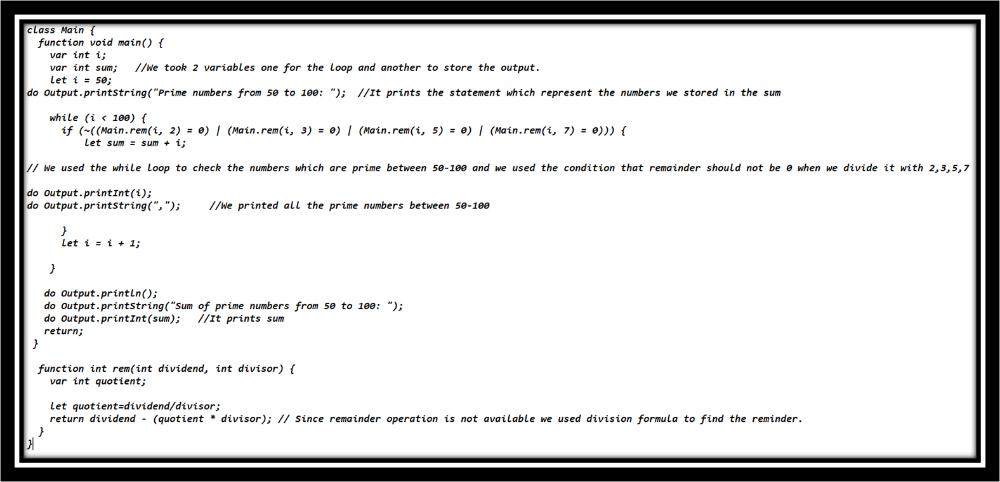 class Main {
function void main() {
var int i;
var int sum;   //We took 2 variables one for the loop and another to store the output.
let i = 50;
do Output.printString("Prime numbers from 50 to 100: ");  //It prints the statement which represent the numbers we stored in the sum
while (i < 100) {
if (~((Main.rem(i, 2) = 0) | (Main.rem(i, 3) = 0) | (Main.rem(i, 5) = 0) | (Main.rem(i, 7) = 0))) {
let sum = sum + i;
// We used the while loop to check the numbers which are prime between 50-100 and we used the condition that remainder should not be 0 when we divide it with 2,3,5,7
do Output.printInt(i);
do Output.printString(",");     //We printed all the prime numbers between 50-100
}
let i = i + 1;
}
do Output.println();
do Output.printString("Sum of prime numbers from 50 to 100: ");
do Output.printInt(sum);   //It prints sum
return;
}
function int rem(int dividend, int divisor) {
var int quotient;
let quotient=dividend/divisor;
return dividend - (quotient * divisor); // Since remainder operation is not available we used division formula to find the reminder.
}
}